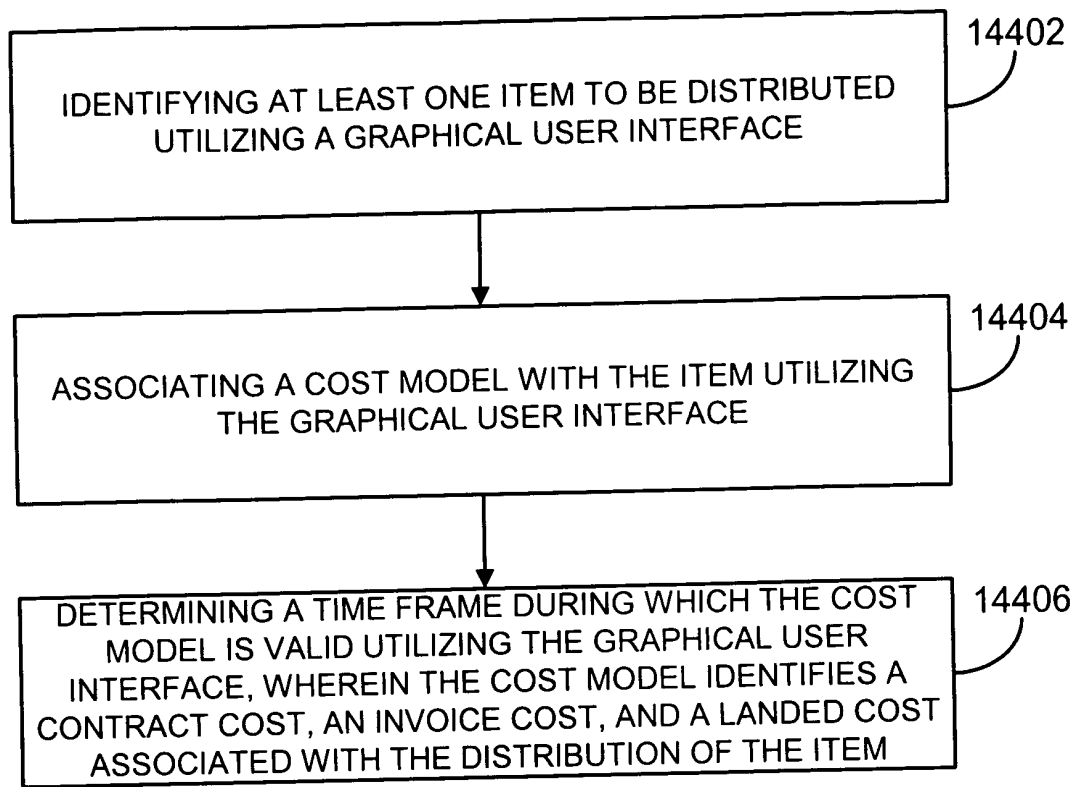 14402
IDENTIFYING AT LEAST ONE ITEM TO BE DISTRIBUTED
UTILIZING A GRAPHICAL USER INTERFACE
14404
ASSOCIATING A COST MODEL WITH THE ITEM UTILIZING
THE GRAPHICAL USER INTERFACE
14406
DETERMINING A TIME FRAME DURING WHICH THE COST
MODEL IS VALID UTILIZING THE GRAPHICAL USER
INTERFACE, WHEREIN THE COST MODEL IDENTIFIES A
CONTRACT COST, AN INVOICE COST, AND A LANDED COST
ASSOCIATED WITH THE DISTRIBUTION OF THE ITEM